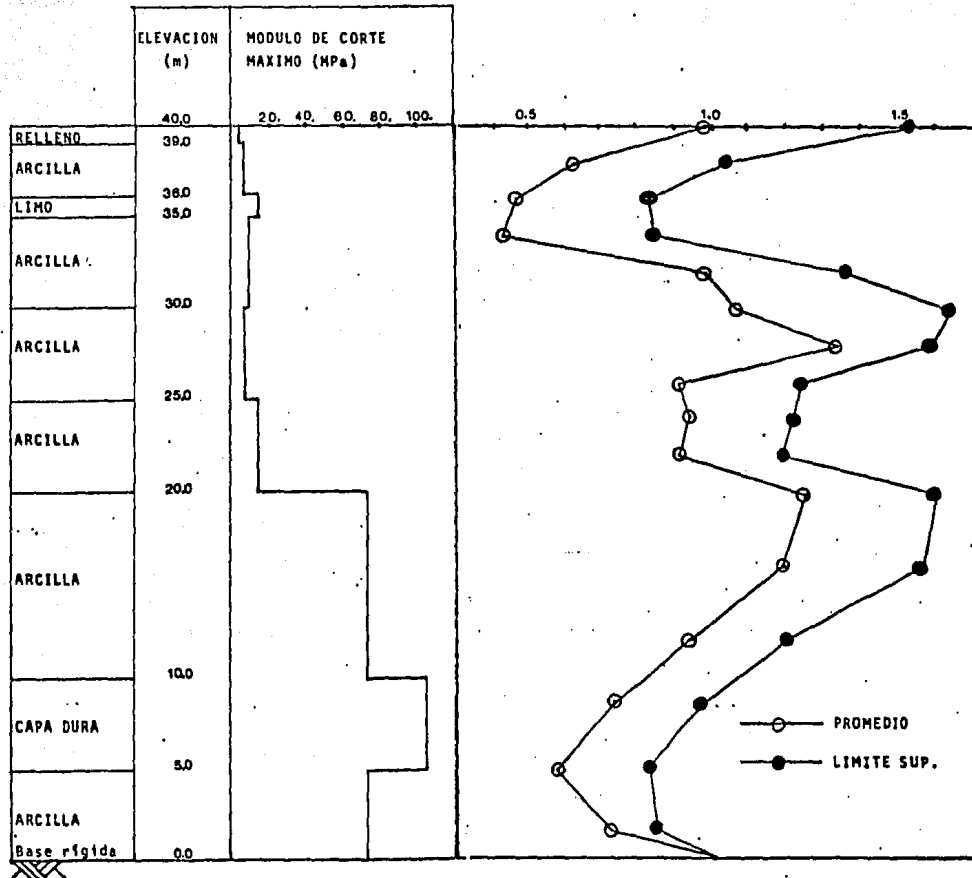 ELEVACION
(m)
MODULO DE CORTE
MAXIMO (MPa)
40.0
20. 40. 60. 80. 100.
0.5 1.0 1.5
RELLENO
39.0
ARCILLA
36.0
LIMO
35.0
ARCILLA
30.0
ARCILLA
25.0
ARCILLA
20.0
ARCILLA
10.0
CAPA DURA
PROMEDIO
LIMITE SUP.
5.0
ARCILLA
Base rígida
0.0